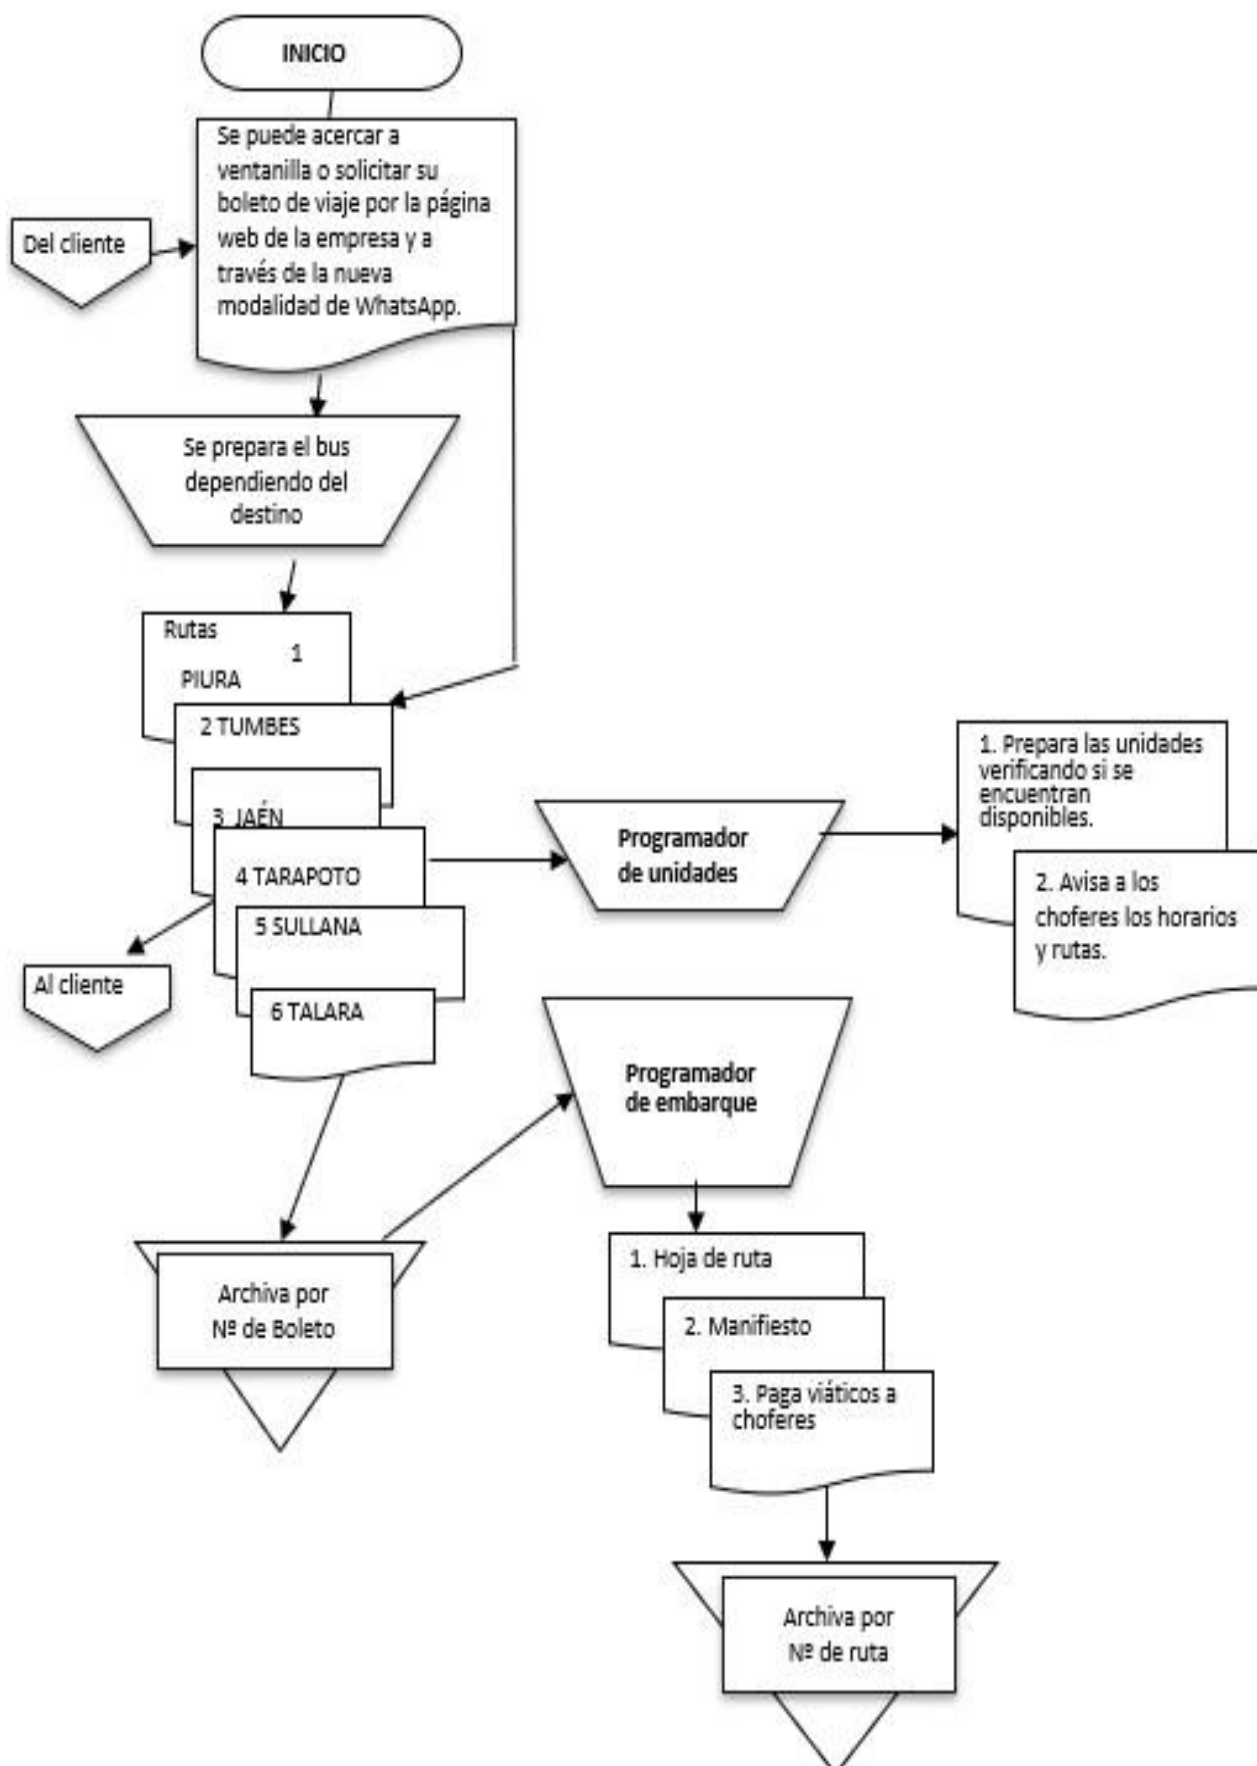 INICIO
Se puede acercar a
ventanilla o solicitar su
boleto de viaje por la página
web de la empresa y a
través de la nueva
modalidad de WhatsApp.
Del cliente
Se prepara el bus
dependiendo del
destino
Rutas
1
PIURA
2 TUMBES
3 JAÉN
4 TARAPOTO
5 SULLANA
6 TALARA
Al cliente
Programador
de unidades
1. Prepara las unidades
verificando si se
encuentran
disponibles.
2. Avisa a los
choferes los horarios
y rutas.
Programador
de embarque
Archiva por
Nº de Boleto
1. Hoja de ruta
2. Manifiesto
3. Paga viáticos a
choferes
Archiva por
Nº de ruta